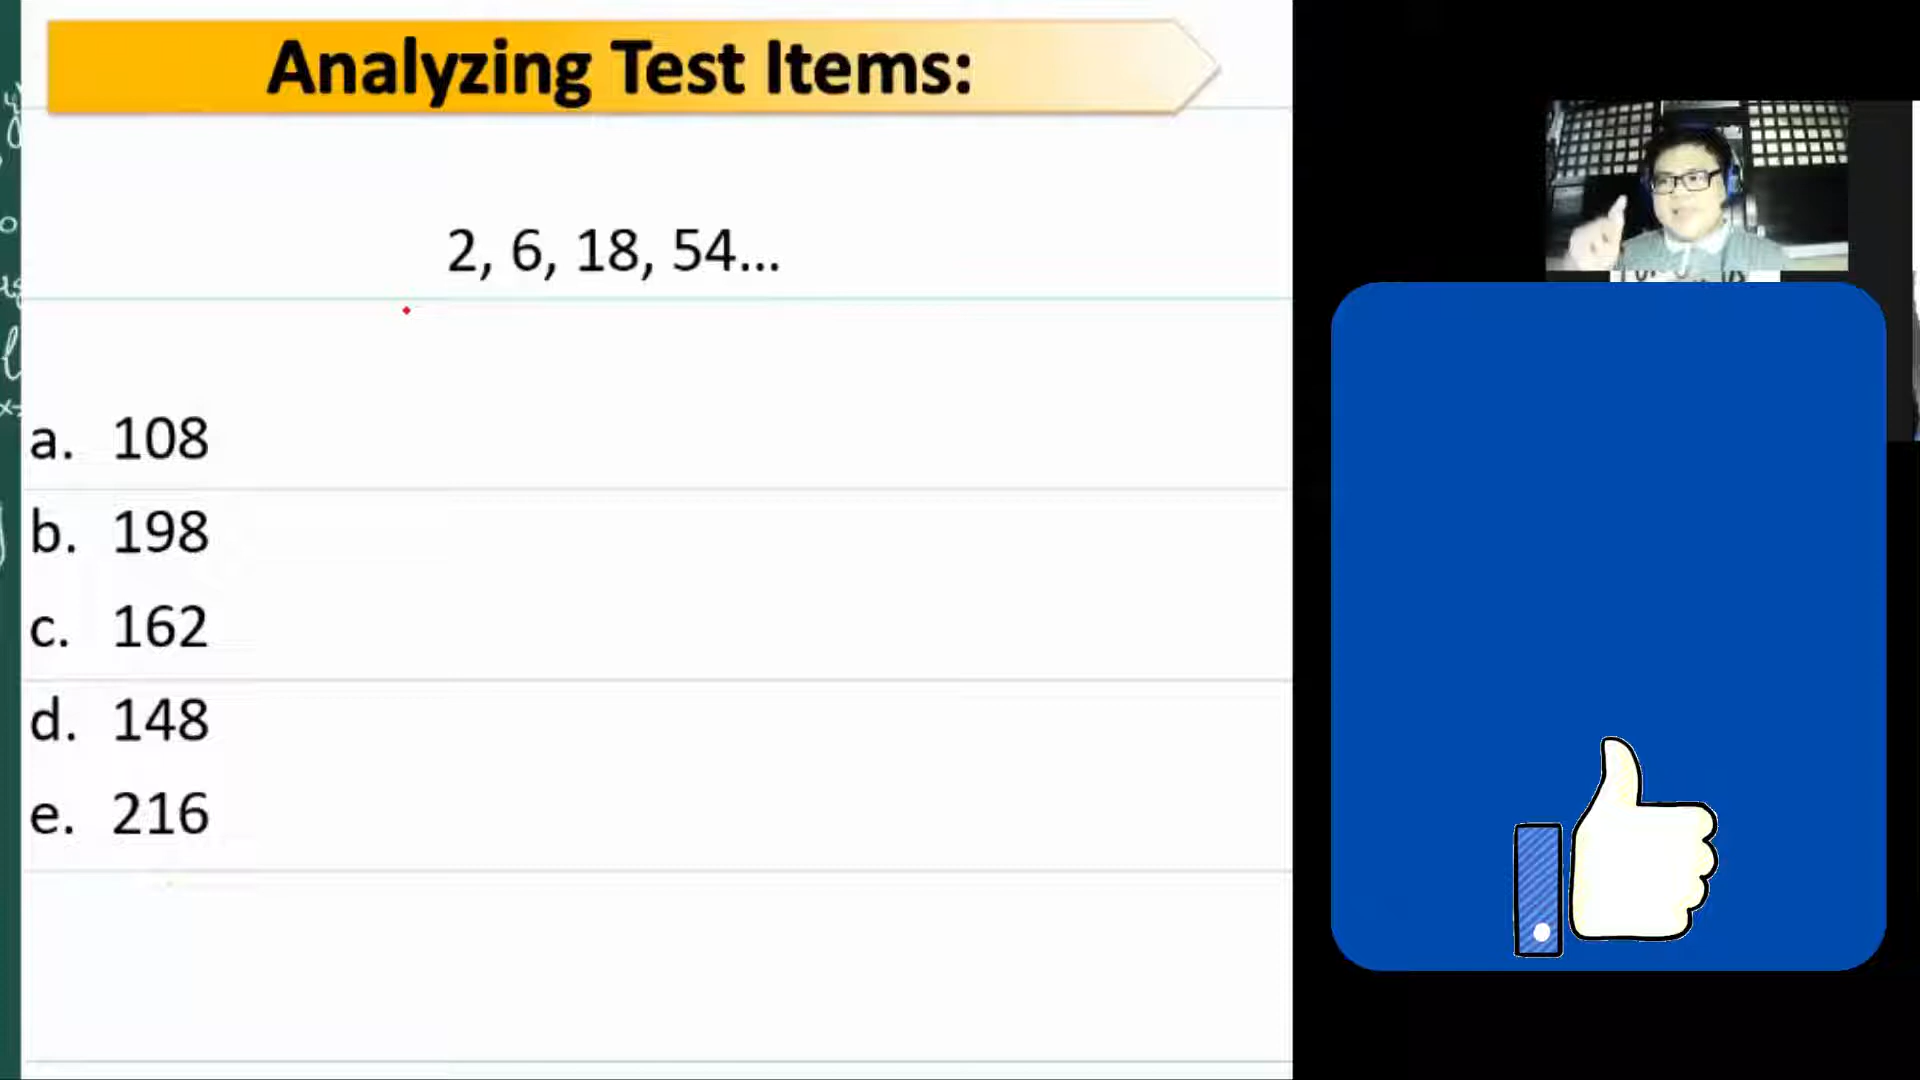 Analyzing Test Items:
2, 6, 18, 54...
a. 108
b. 198
c. 162
d. 148
e. 216